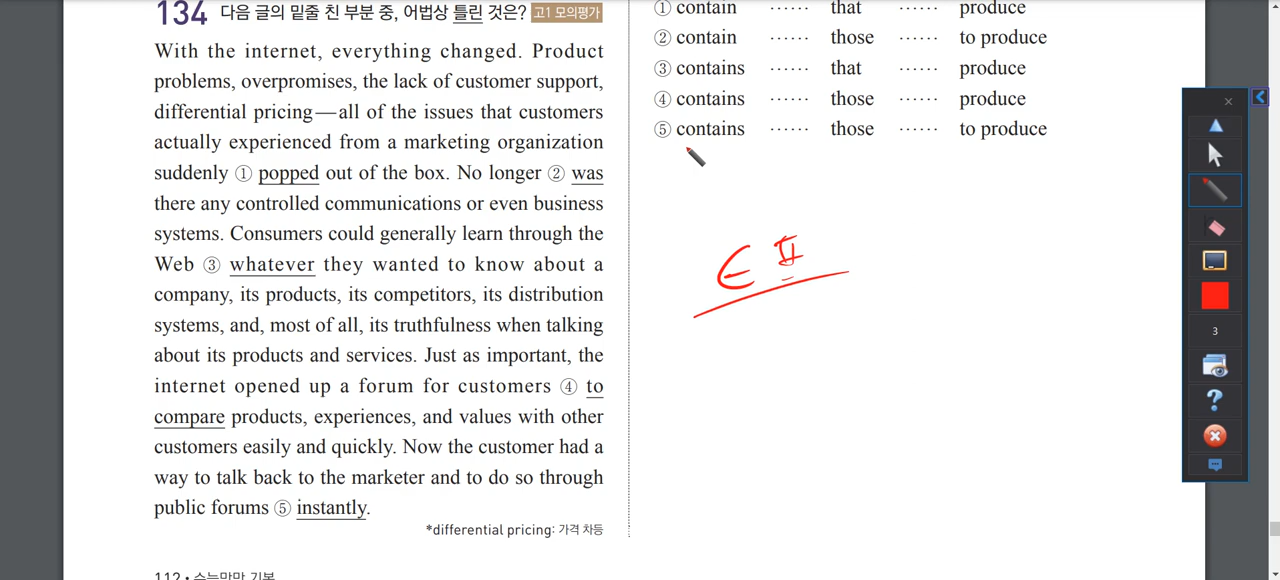 134 다음 글의 밑줄 친 부분 중, 어법상 틀린 것은? 고1 모의평가
With the internet, everything changed. Product
problems, overpromises, the lack of customer support,
differential pricing—all of the issues that customers
actually experienced from a marketing organization
suddenly ① popped out of the box. No longer ② was
there any controlled communications or even business
systems. Consumers could generally learn through the
Web ③ whatever they wanted to know about a
company, its products, its competitors, its distribution
systems, and, most of all, its truthfulness when talking
about its products and services. Just as important, the
internet opened up a forum for customers ④ to
compare products, experiences, and values with other
customers easily and quickly. Now the customer had a
way to talk back to the marketer and to do so through
public forums ⑤ instantly.
*differential pricing: 가격 차등
① contain ...... that ...... produce
② contain ...... those ...... to produce
③ contains ...... that ...... produce
④ contains ...... those ...... produce
⑤ contains ...... those ...... to produce
3